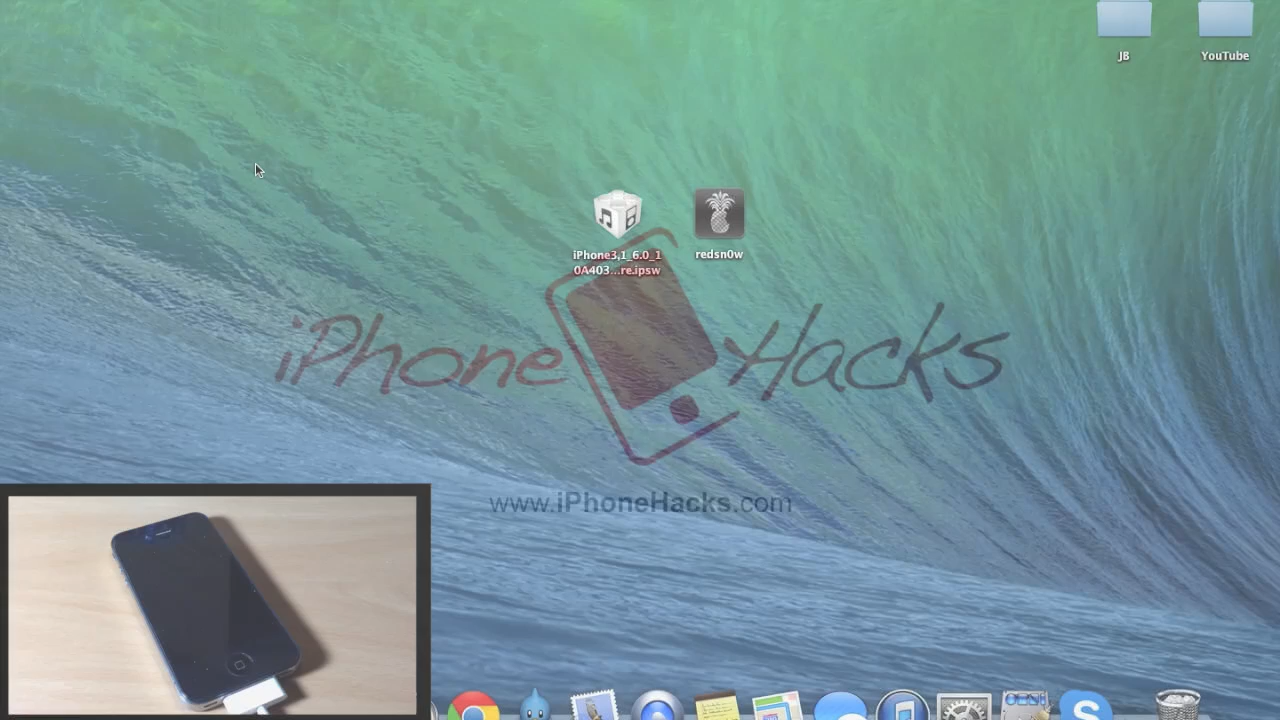 JB
YouTube
iPhone3,1_6.0_1
0A403...re.ipsw
redsn0w
iPhone Hacks
www.iPhoneHacks.com